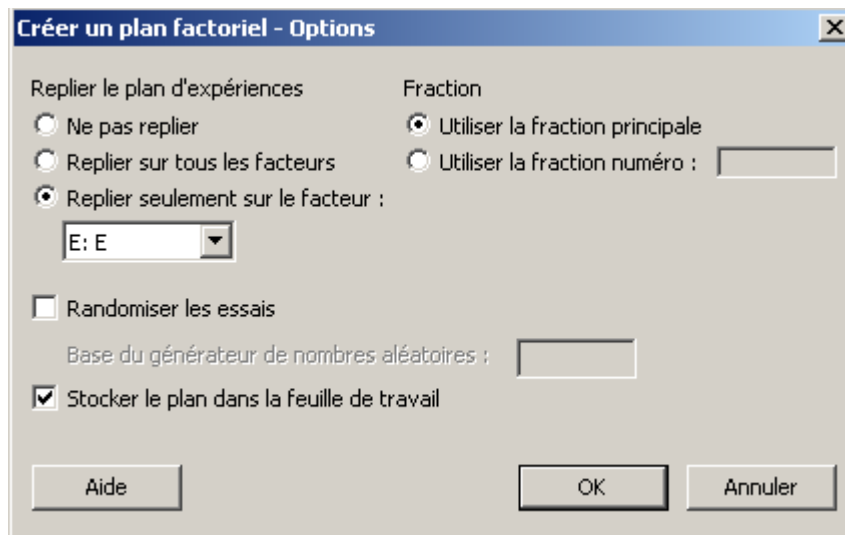 Créer un plan factoriel - Options
Replier le plan d'expériences
Ne pas replier
Replier sur tous les facteurs
Replier seulement sur le facteur :
E: E
Fraction
Utiliser la fraction principale
Utiliser la fraction numéro :
Randomiser les essais
Base du générateur de nombres aléatoires :
Stocker le plan dans la feuille de travail
Aide
OK
Annuler